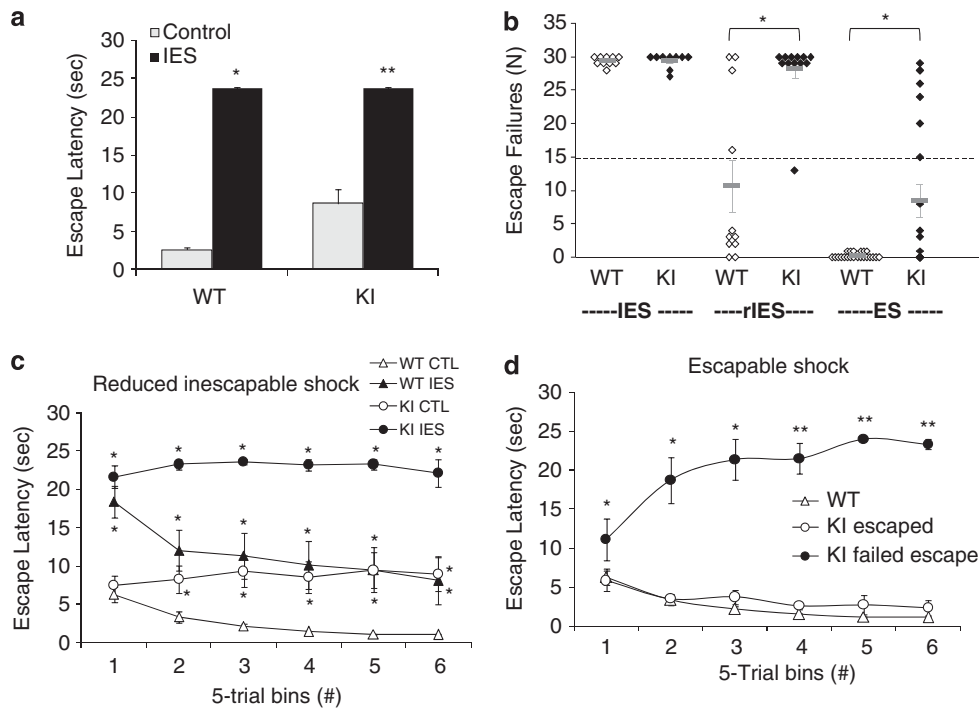 a
Control
IES
Escape Latency (sec)
30
25
20
15
10
5
0
*
**
WT
KI
b
Escape Failures (N)
35
30
25
20
15
10
5
0
*
*
WT KI WT KI WT KI
-----IES ----- ----rIES---- -----ES -----
c
Reduced inescapable shock
WT CTL
WT IES
KI CTL
KI IES
Escape Latency (sec)
30
25
20
15
10
5
0
* * * * * *
* * * * * *
* * * * *
1 2 3 4 5 6
5-trial bins (#)
d
Escapable shock
Escape Latency (sec)
30
25
20
15
10
5
0
* * * ** ** **
WT
KI escaped
KI failed escape
1 2 3 4 5 6
5-Trial bins (#)